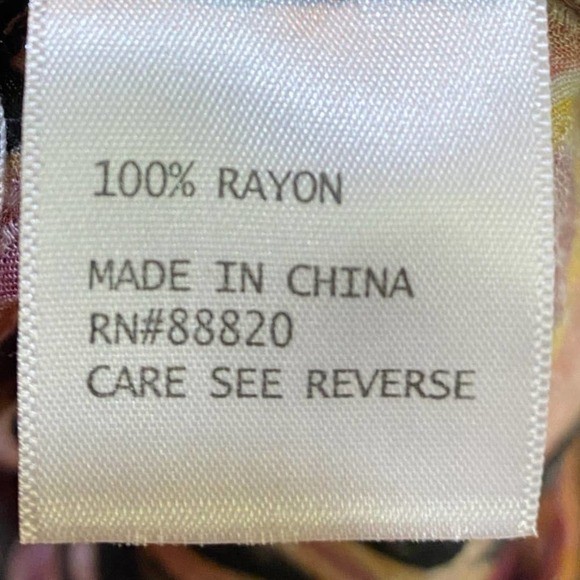 100% RAYON
MADE IN CHINA
RN#88820
CARE SEE REVERSE